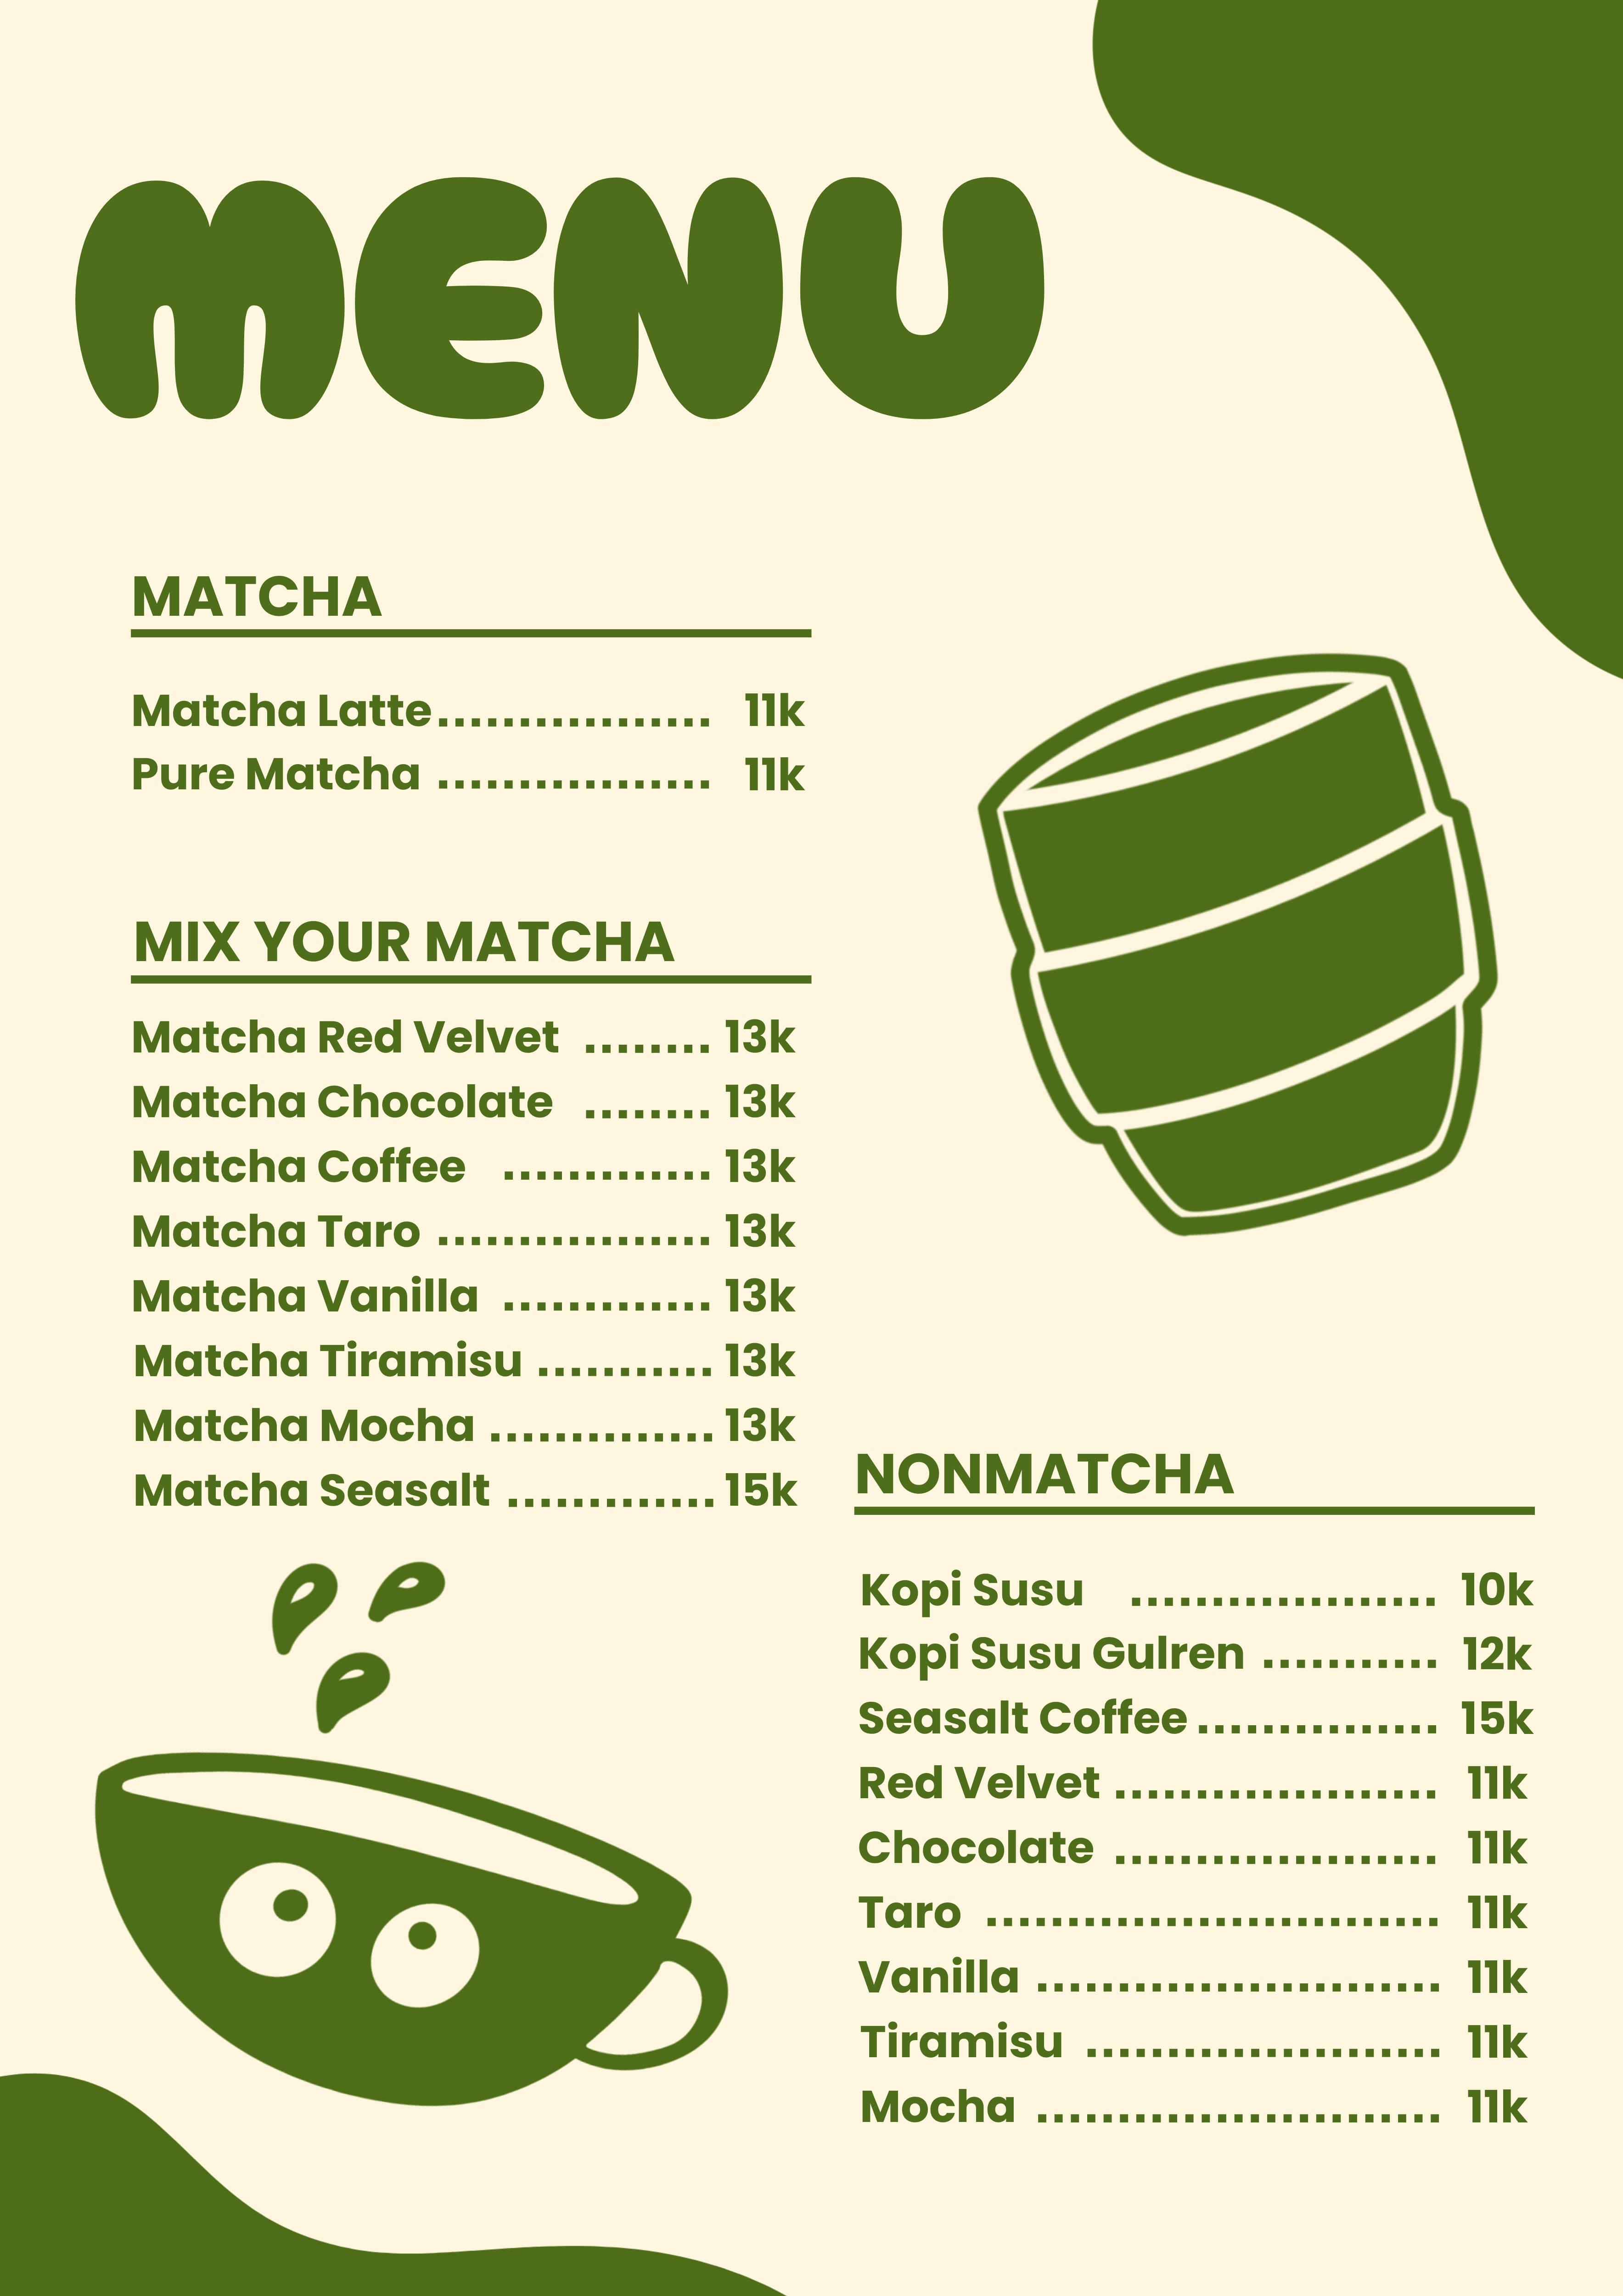 MENU
MATCHA
Matcha Latte................. 11k
Pure Matcha ................. 11k
MIX YOUR MATCHA
Matcha Red Velvet ........ 13k
Matcha Chocolate ........ 13k
Matcha Coffee ............. 13k
Matcha Taro ................. 13k
Matcha Vanilla ............. 13k
Matcha Tiramisu ........... 13k
Matcha Mocha .............. 13k
Matcha Seasalt ............. 15k
NONMATCHA
Kopi Susu ................... 10k
Kopi Susu Gulren ........... 12k
Seasalt Coffee ............... 15k
Red Velvet .................... 11k
Chocolate .................... 11k
Taro ............................ 11k
Vanilla ......................... 11k
Tiramisu ...................... 11k
Mocha ......................... 11k